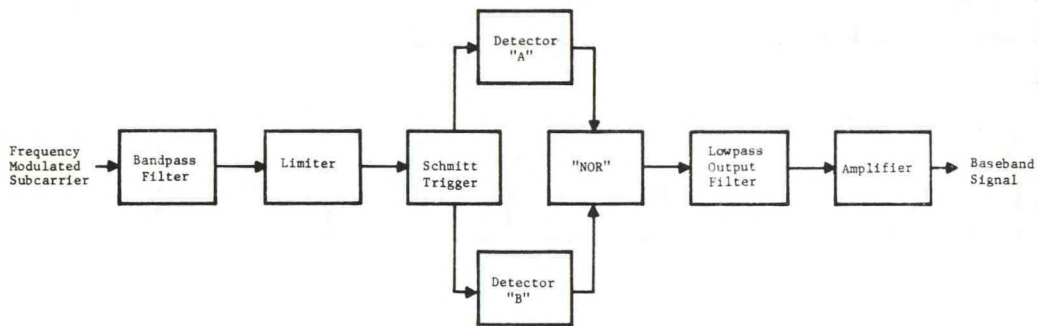 Detector
"A"
Frequency
Modulated
Subcarrier
Bandpass
Filter
Limiter
Schmitt
Trigger
"NOR"
Lowpass
Output
Filter
Amplifier
Baseband
Signal
Detector
"B"